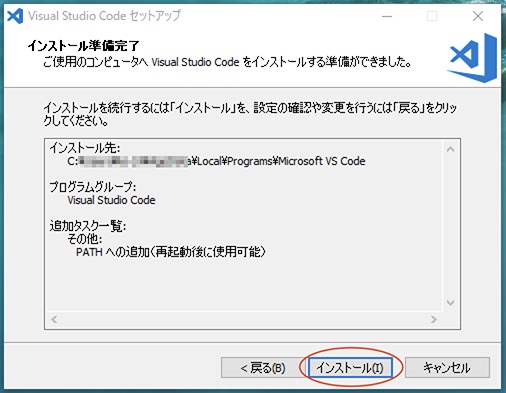 Visual Studio Code セットアップ
インストール準備完了
ご使用のコンピュータへ Visual Studio Code をインストールする準備ができました。
インストールを続行するには「インストール」を、設定の確認や変更を行うには「戻る」をクリッ
クしてください。
インストール先:
C:a¥Local¥Programs¥Microsoft VS Code
プログラムグループ:
Visual Studio Code
追加タスク一覧:
その他:
PATH への追加(再起動後に使用可能)
< 戻る(B)
インストール(I)
キャンセル